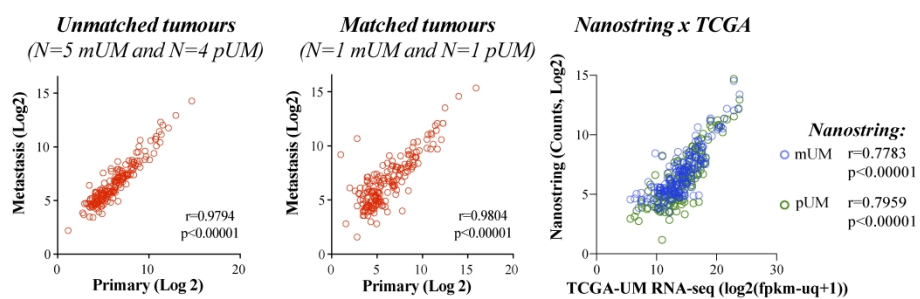 Unmatched tumours
(N=5 mUM and N=4 pUM)
Metastasis (Log2)
15
10
5
0
0
10
20
Primary (Log 2)
r=0.9794
p<.00001
Matched tumours
(N=1 mUM and N=1 pUM)
Metastasis (Log2)
15
10
5
0
0
5
10
15
20
Primary (Log 2)
r=0.9804
p<.00001
Nanostring x TCGA
Nanostring (Counts, Log2)
15
10
5
0
0
10
20
30
TCGA-UM RNA-seq (log2(fpkm-uq+1))
Nanostring:
mUM r=0.7783
p<0.00001
pUM r=0.7959
p<0.00001